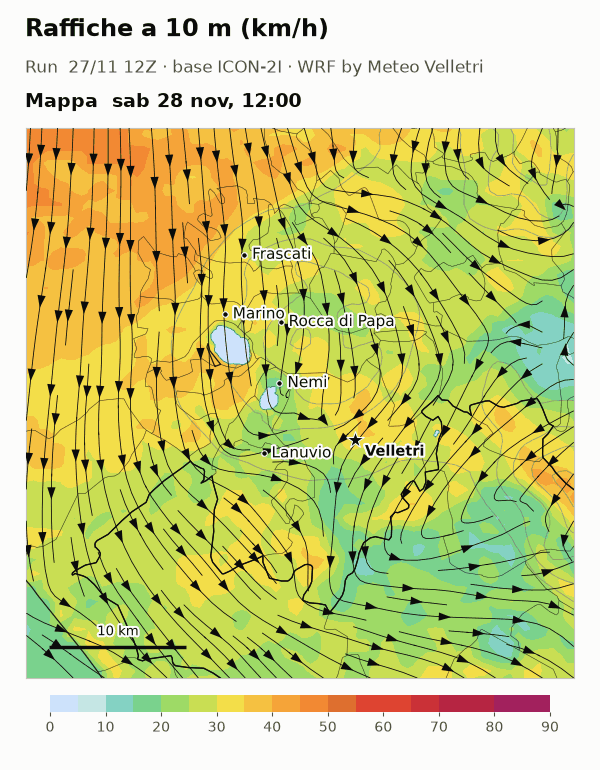 Raffiche a 10 m (km/h)
Run  27/11 12Z · base ICON-2I · WRF by Meteo Velletri
Mappa  sab 28 nov, 12:00
Frascati
Marino
Rocca di Papa
Nemi
Velletri
Lanuvio
10 km
0 10 20 30 40 50 60 70 80 90